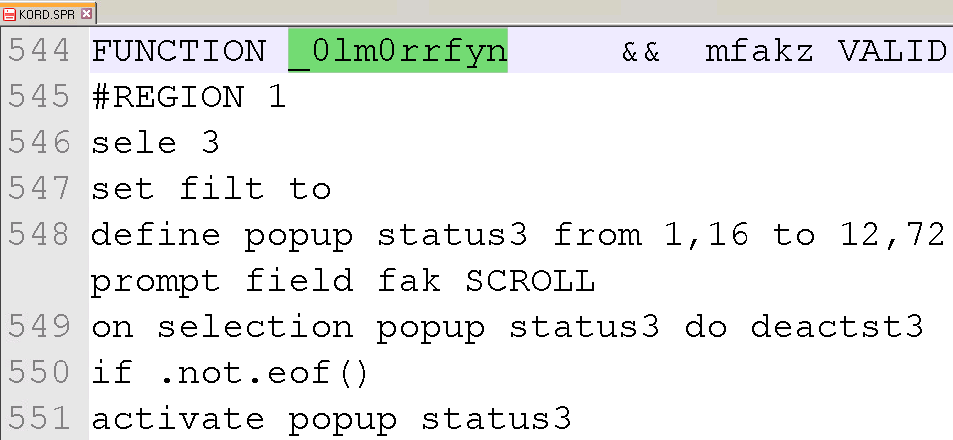 KORD.SPR
544 FUNCTION _0lm0rrfyn     &&  mfakz VALID
545 #REGION 1
546 sele 3
547 set filt to
548 define popup status3 from 1,16 to 12,72
prompt field fak SCROLL
549 on selection popup status3 do deactst3
550 if .not.eof()
551 activate popup status3